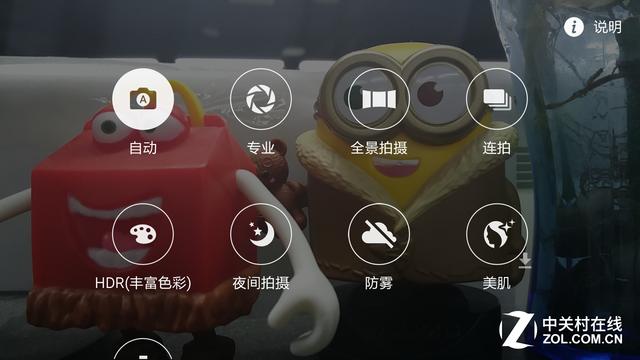 说明
自动
专业
全景拍摄
连拍
HDR(丰富色彩)
夜间拍摄
防雾
美肌
中关村在线
ZOL.COM.CN